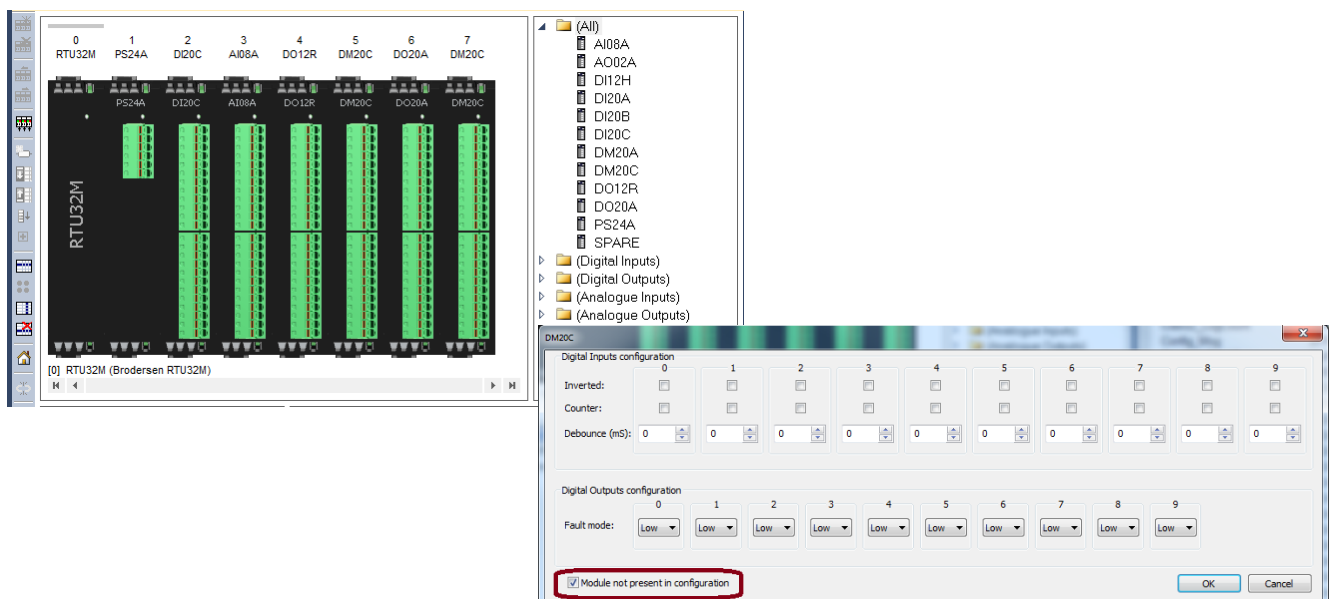 0 1 2 3 4 5 6 7
RTU32M PS24A DI20C AI08A DO12R DM20C DO20A DM20C
PS24A DI20C AI08A DO12R DM20C DO20A DM20C
RTU32M
[0] RTU32M (Brodersen RTU32M)
(All)
AI08A
AO02A
DI12H
DI20A
DI20B
DI20C
DM20A
DM20C
DO12R
DO20A
PS24A
SPARE
(Digital Inputs)
(Digital Outputs)
(Analogue Inputs)
(Analogue Outputs)
DM20C
Digital Inputs configuration
0 1 2 3 4 5 6 7 8 9
Inverted:
Counter:
Debounce (mS): 0 0 0 0 0 0 0 0 0 0
Digital Outputs configuration
0 1 2 3 4 5 6 7 8 9
Fault mode: Low Low Low Low Low Low Low Low Low Low
Module not present in configuration
OK Cancel